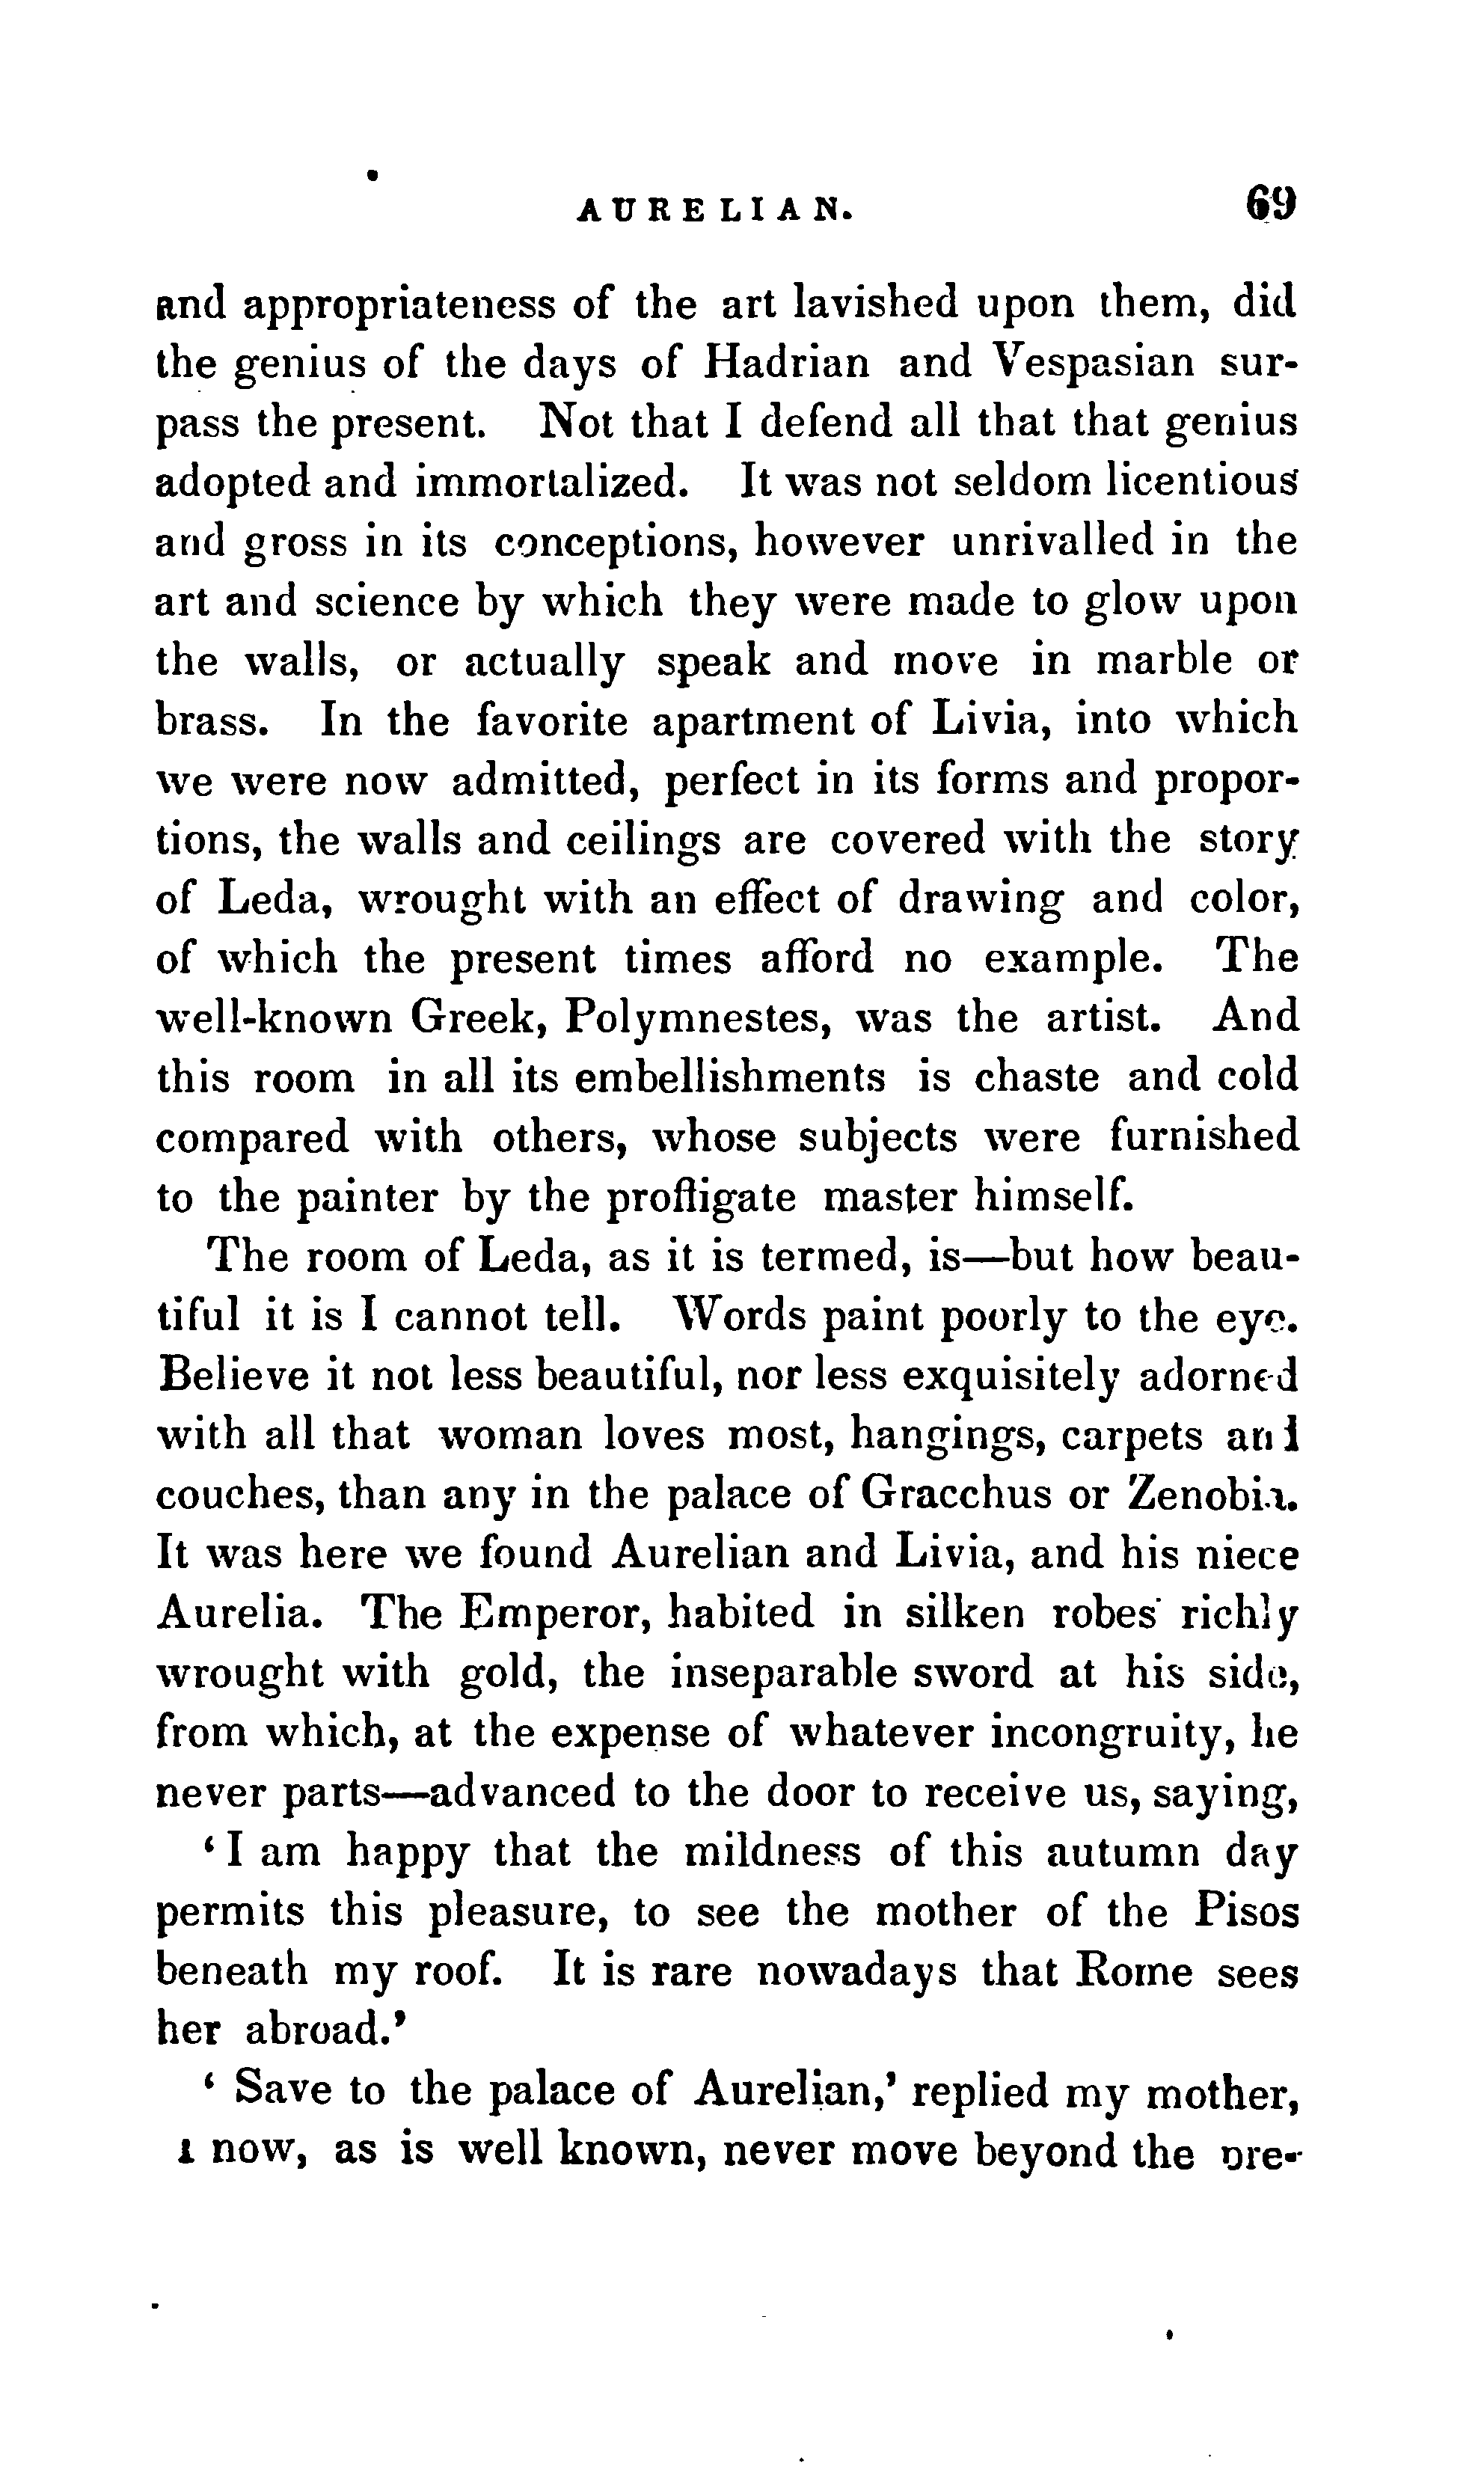 AURELIAN. 69
and appropriateness of the art lavished upon them, did
the genius of the days of Hadrian and Vespasian sur-
pass the present. Not that I defend all that that genius
adopted and immortalized. It was not seldom licentious
and gross in its conceptions, however unrivalled in the
art and science by which they were made to glow upon
the walls, or actually speak and move in marble or
brass. In the favorite apartment of Livia, into which
we were now admitted, perfect in its forms and propor-
tions, the walls and ceilings are covered with the story
of Leda, wrought with an effect of drawing and color,
of which the present times afford no example. The
well-known Greek, Polymnestes, was the artist. And
this room in all its embellishments is chaste and cold
compared with others, whose subjects were furnished
to the painter by the profligate master himself.
The room of Leda, as it is termed, is—but how beau-
tiful it is I cannot tell. Words paint poorly to the eye.
Believe it not less beautiful, nor less exquisitely adorned
with all that woman loves most, hangings, carpets and
couches, than any in the palace of Gracchus or Zenobia.
It was here we found Aurelian and Livia, and his niece
Aurelia. The Emperor, habited in silken robes richly
wrought with gold, the inseparable sword at his side,
from which, at the expense of whatever incongruity, he
never parts—advanced to the door to receive us, saying,
‘I am happy that the mildness of this autumn day
permits this pleasure, to see the mother of the Pisos
beneath my roof. It is rare nowadays that Rome sees
her abroad.’
‘Save to the palace of Aurelian,’ replied my mother,
I now, as is well known, never move beyond the pre-